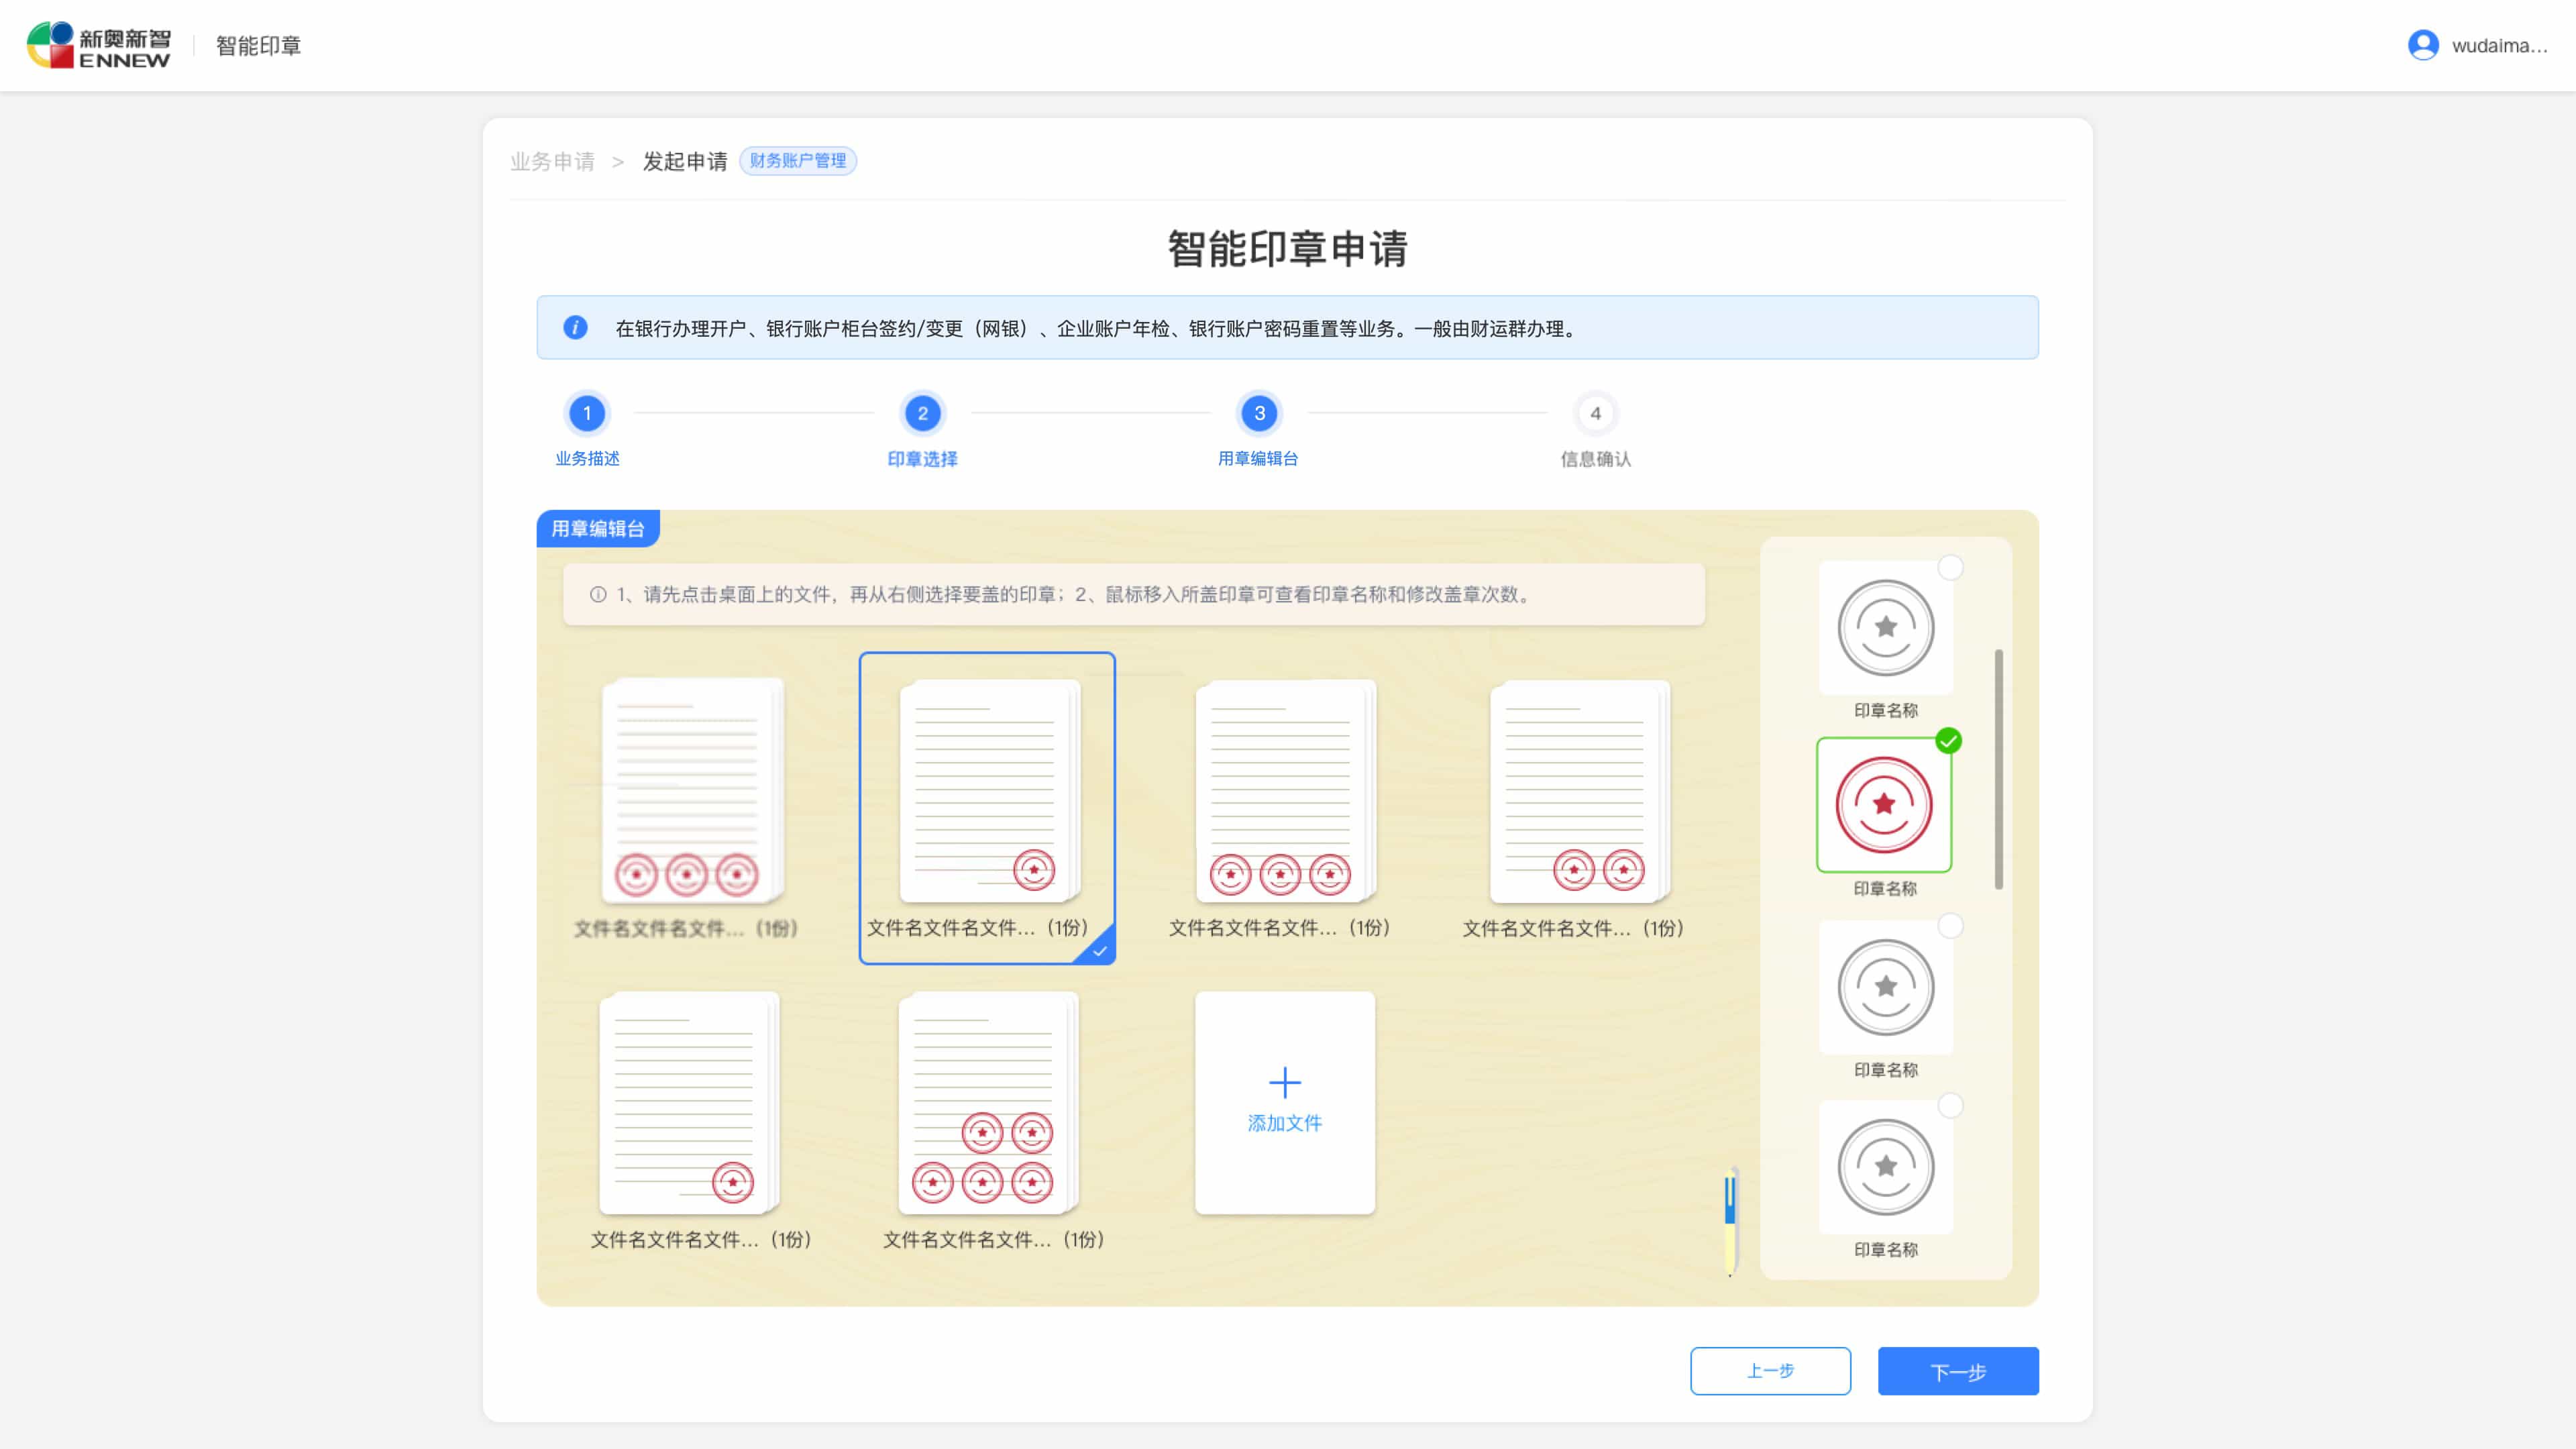 新奥新智
ENNEW
智能印章
wudaima...
业务申请 > 发起申请 财务账户管理
智能印章申请
在银行办理开户、银行账户柜台签约/变更（网银）、企业账户年检、银行账户密码重置等业务。一般由财运群办理。
1
2
3
4
业务描述
印章选择
用章编辑台
信息确认
用章编辑台
1、请先点击桌面上的文件，再从右侧选择要盖的印章；2、鼠标移入所盖印章可查看印章名称和修改盖章次数。
印章名称
印章名称
文件名文件名文件...（1份）
文件名文件名文件...（1份）
文件名文件名文件...（1份）
文件名文件名文件...（1份）
印章名称
添加文件
文件名文件名文件...（1份）
文件名文件名文件...（1份）
印章名称
上一步
下一步